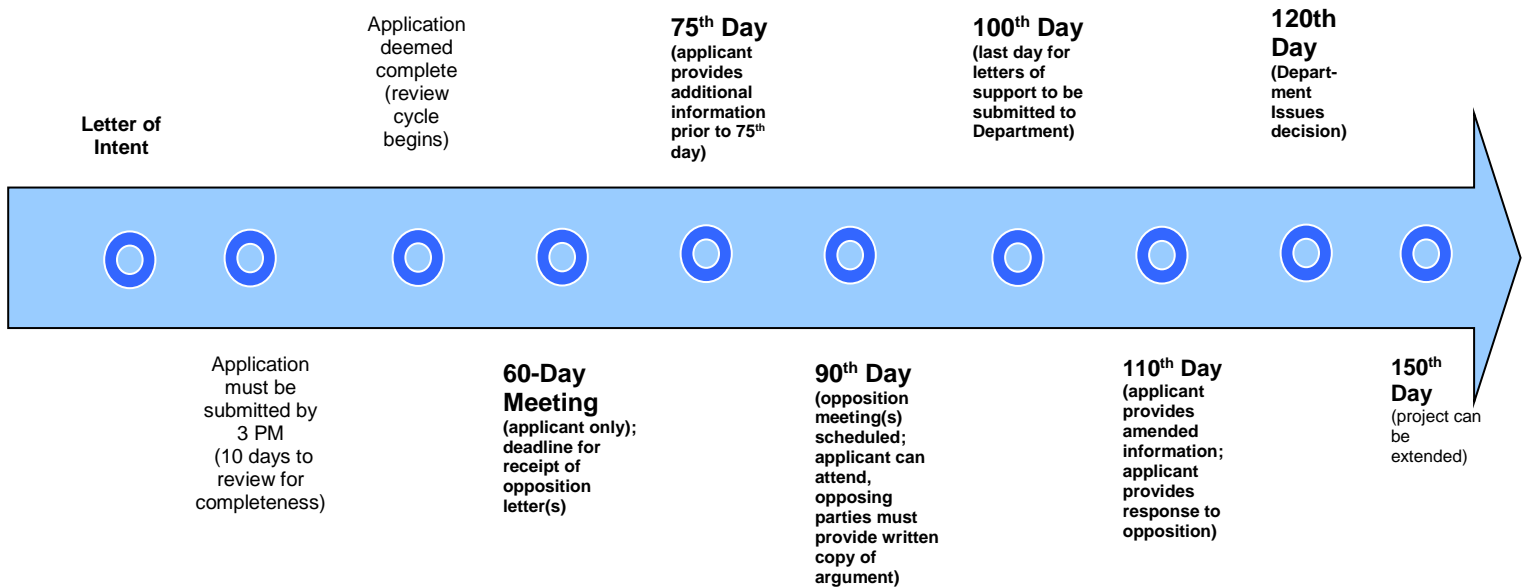 Letter of
Intent
Application
must be
submitted by
3 PM
(10 days to
review for
completeness)
Application
deemed
complete
(review
cycle
begins)
60-Day
Meeting
(applicant only);
deadline for
receipt of
opposition
letter(s)
75th Day
(applicant
provides
additional
information
prior to 75th
day)
90th Day
(opposition
meeting(s)
scheduled;
applicant can
attend,
opposing
parties must
provide written
copy of
argument)
100th Day
(last day for
letters of
support to be
submitted to
Department)
110th Day
(applicant
provides
amended
information;
applicant
provides
response to
opposition)
120th
Day
(Depart-
ment
Issues
decision)
150th
Day
(project can
be
extended)